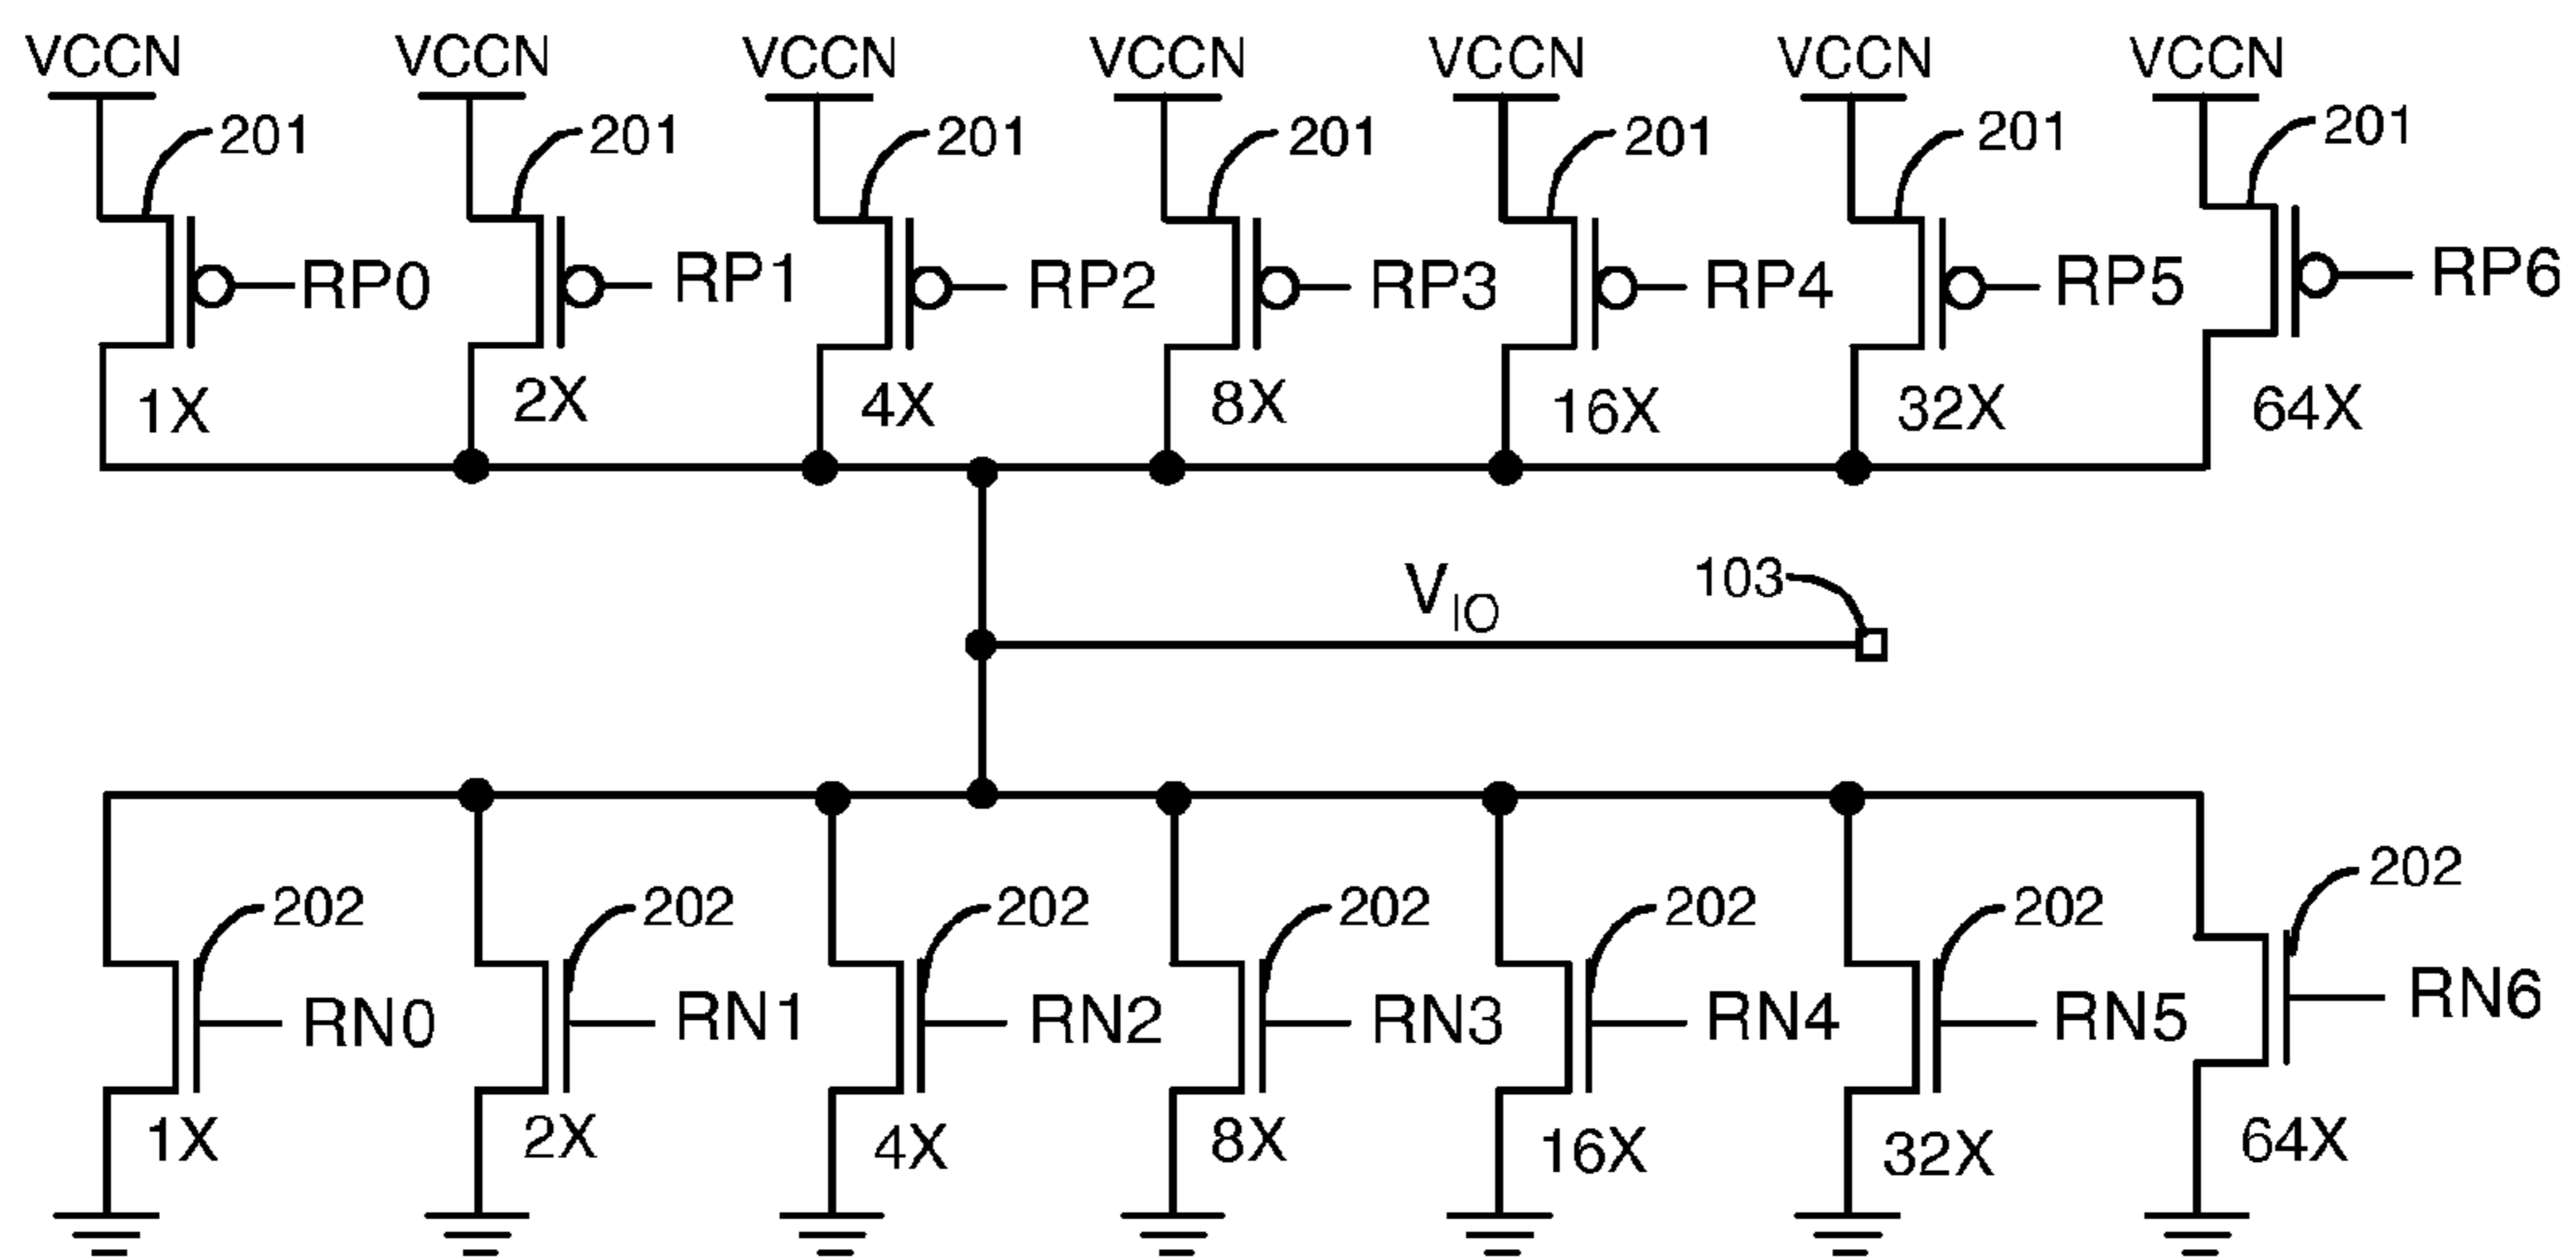 VCCN VCCN VCCN VCCN VCCN VCCN VCCN
201 201 201 201 201 201 201
RP0 RP1 RP2 RP3 RP4 RP5 RP6
1X 2X 4X 8X 16X 32X 64X
VIO 103
202 202 202 202 202 202 202
RN0 RN1 RN2 RN3 RN4 RN5 RN6
1X 2X 4X 8X 16X 32X 64X